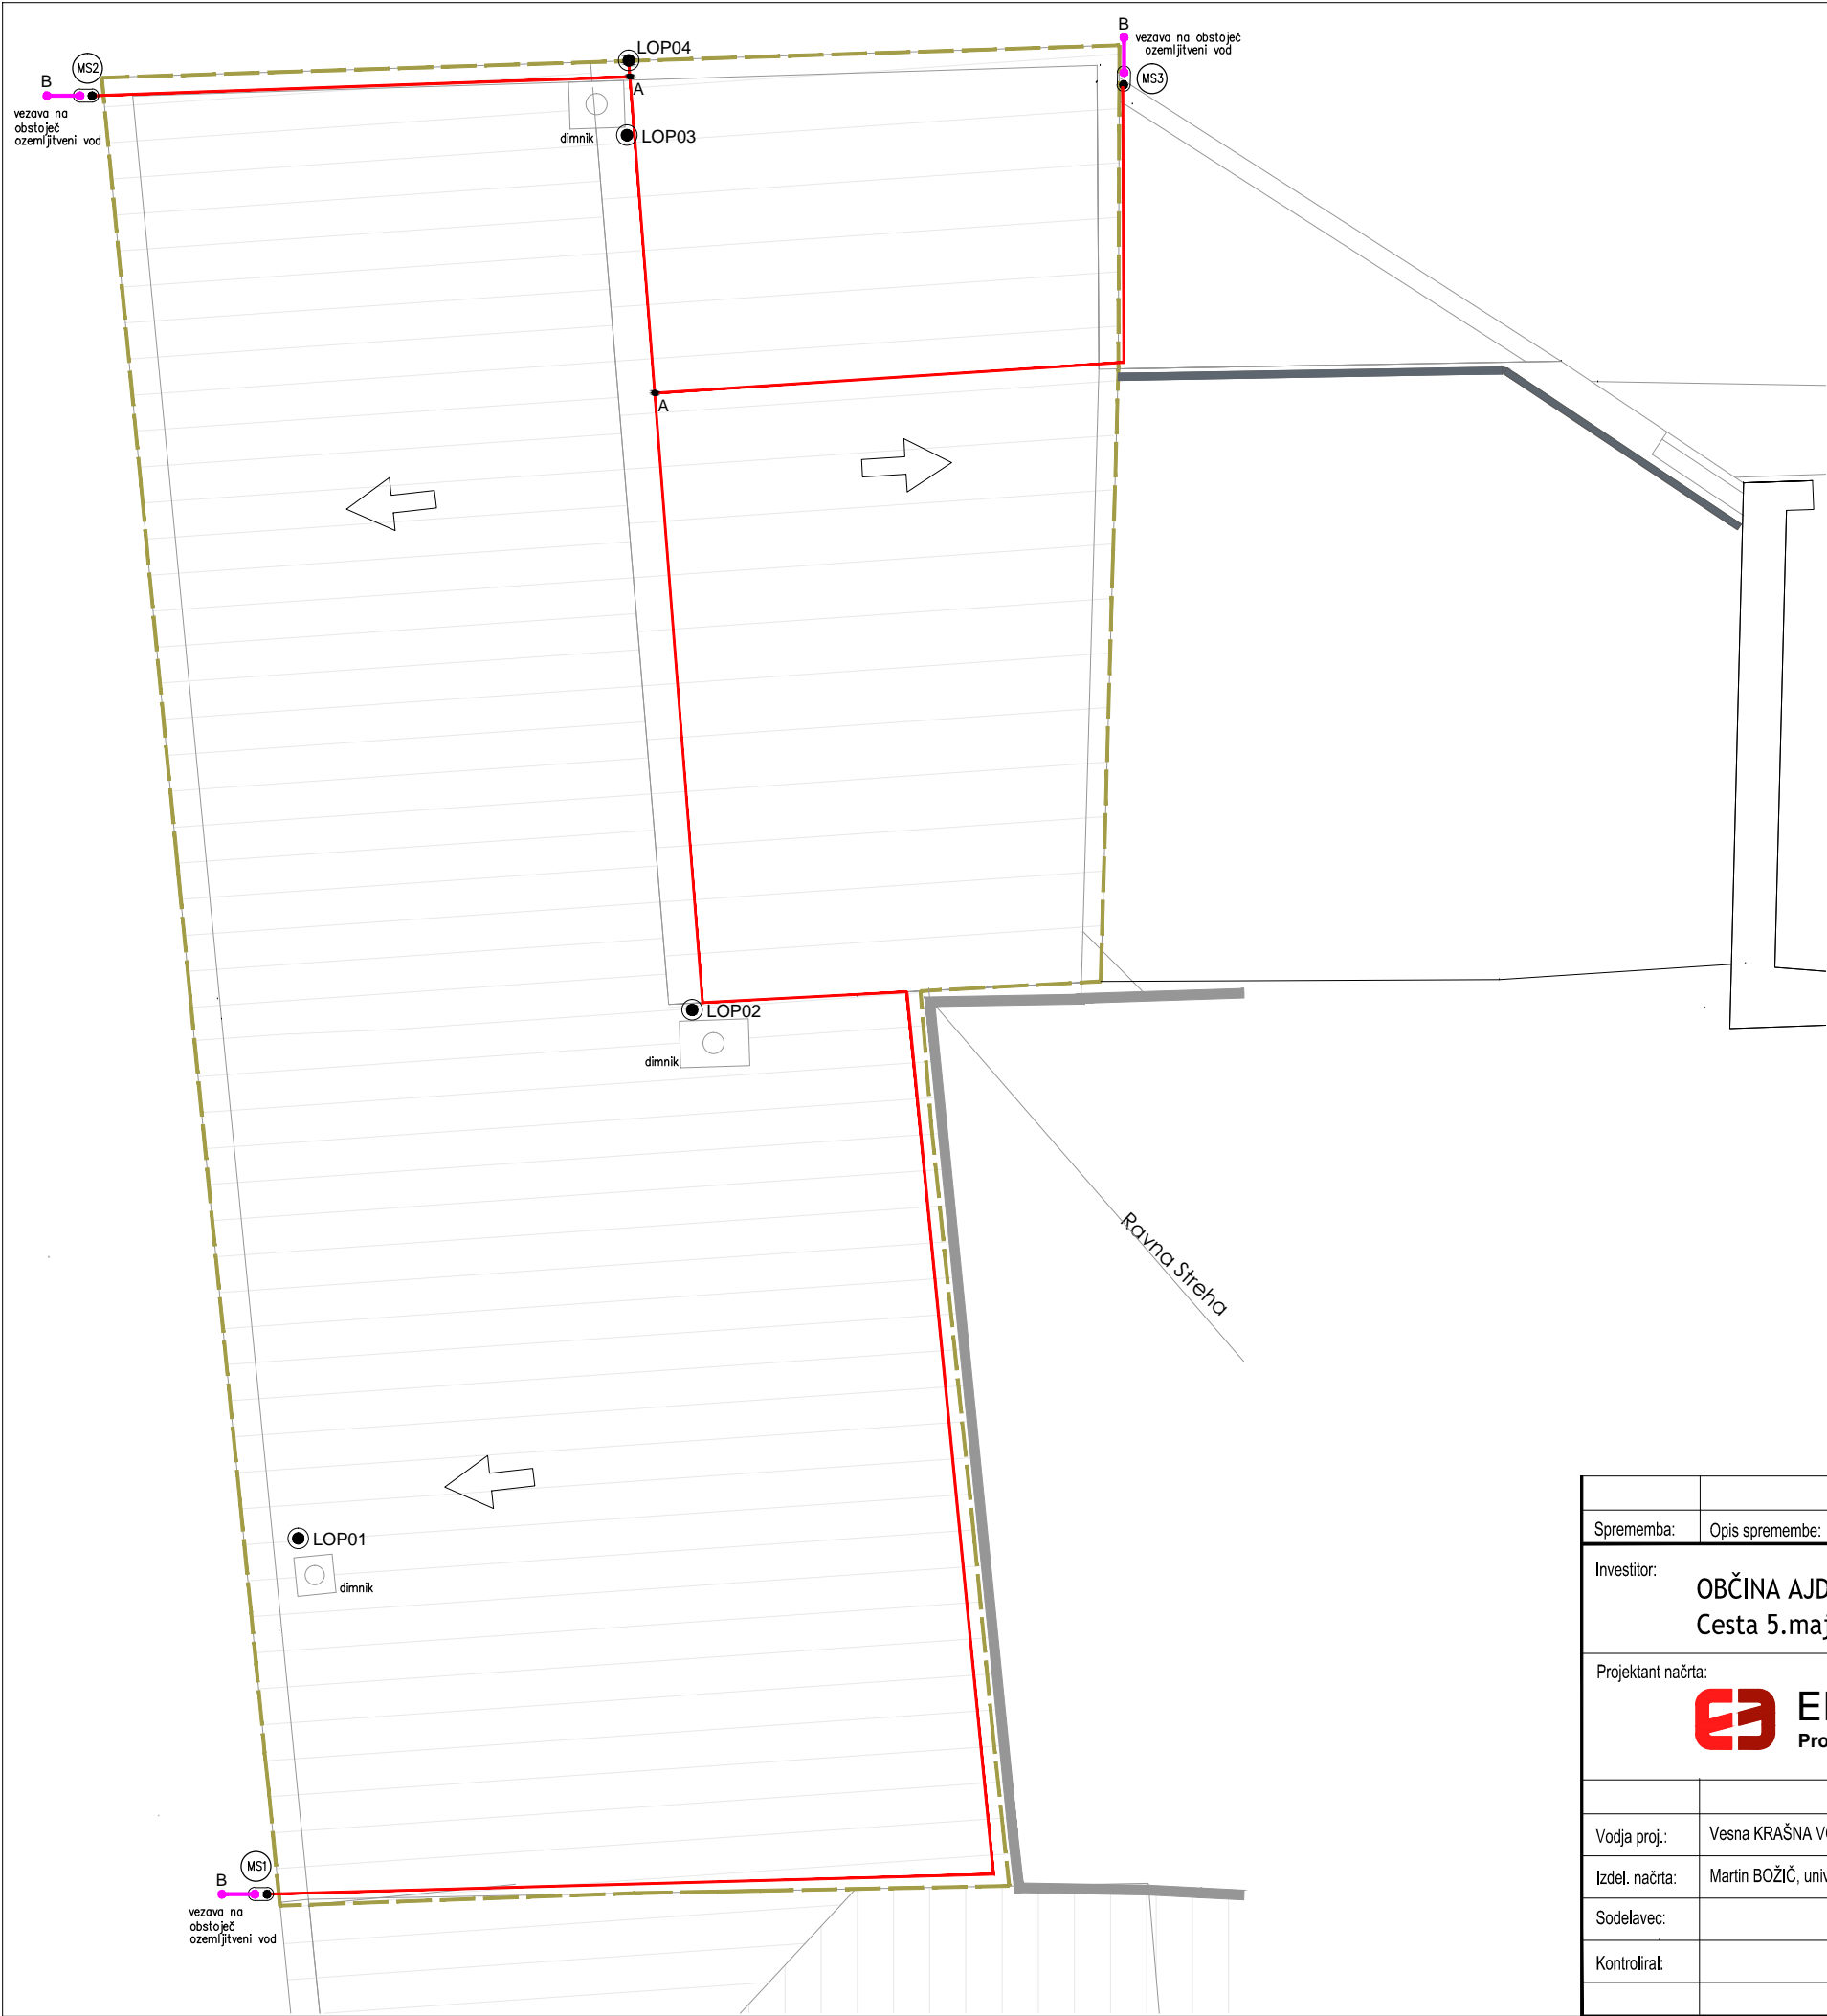 B
vezava na obstoječ
ozemljitveni vod
LOP04
MS2
MS3
B
A
vezava na
obstoječ
ozemljitveni vod
dimnik
LOP03
A
LOP02
dimnik
Ravna Streha
LOP01
dimnik
Sprememba:
Opis spremembe:
Investitor:
OBČINA AJD
Cesta 5.maj
Projektant načrta:
El
Pro
Vodja proj.:
Vesna KRAŠNA V
Izdel. načrta:
Martin BOŽIČ, univ
Sodelavec:
Kontroliral:
MS1
B
vezava na
obstoječ
ozemljitveni vod